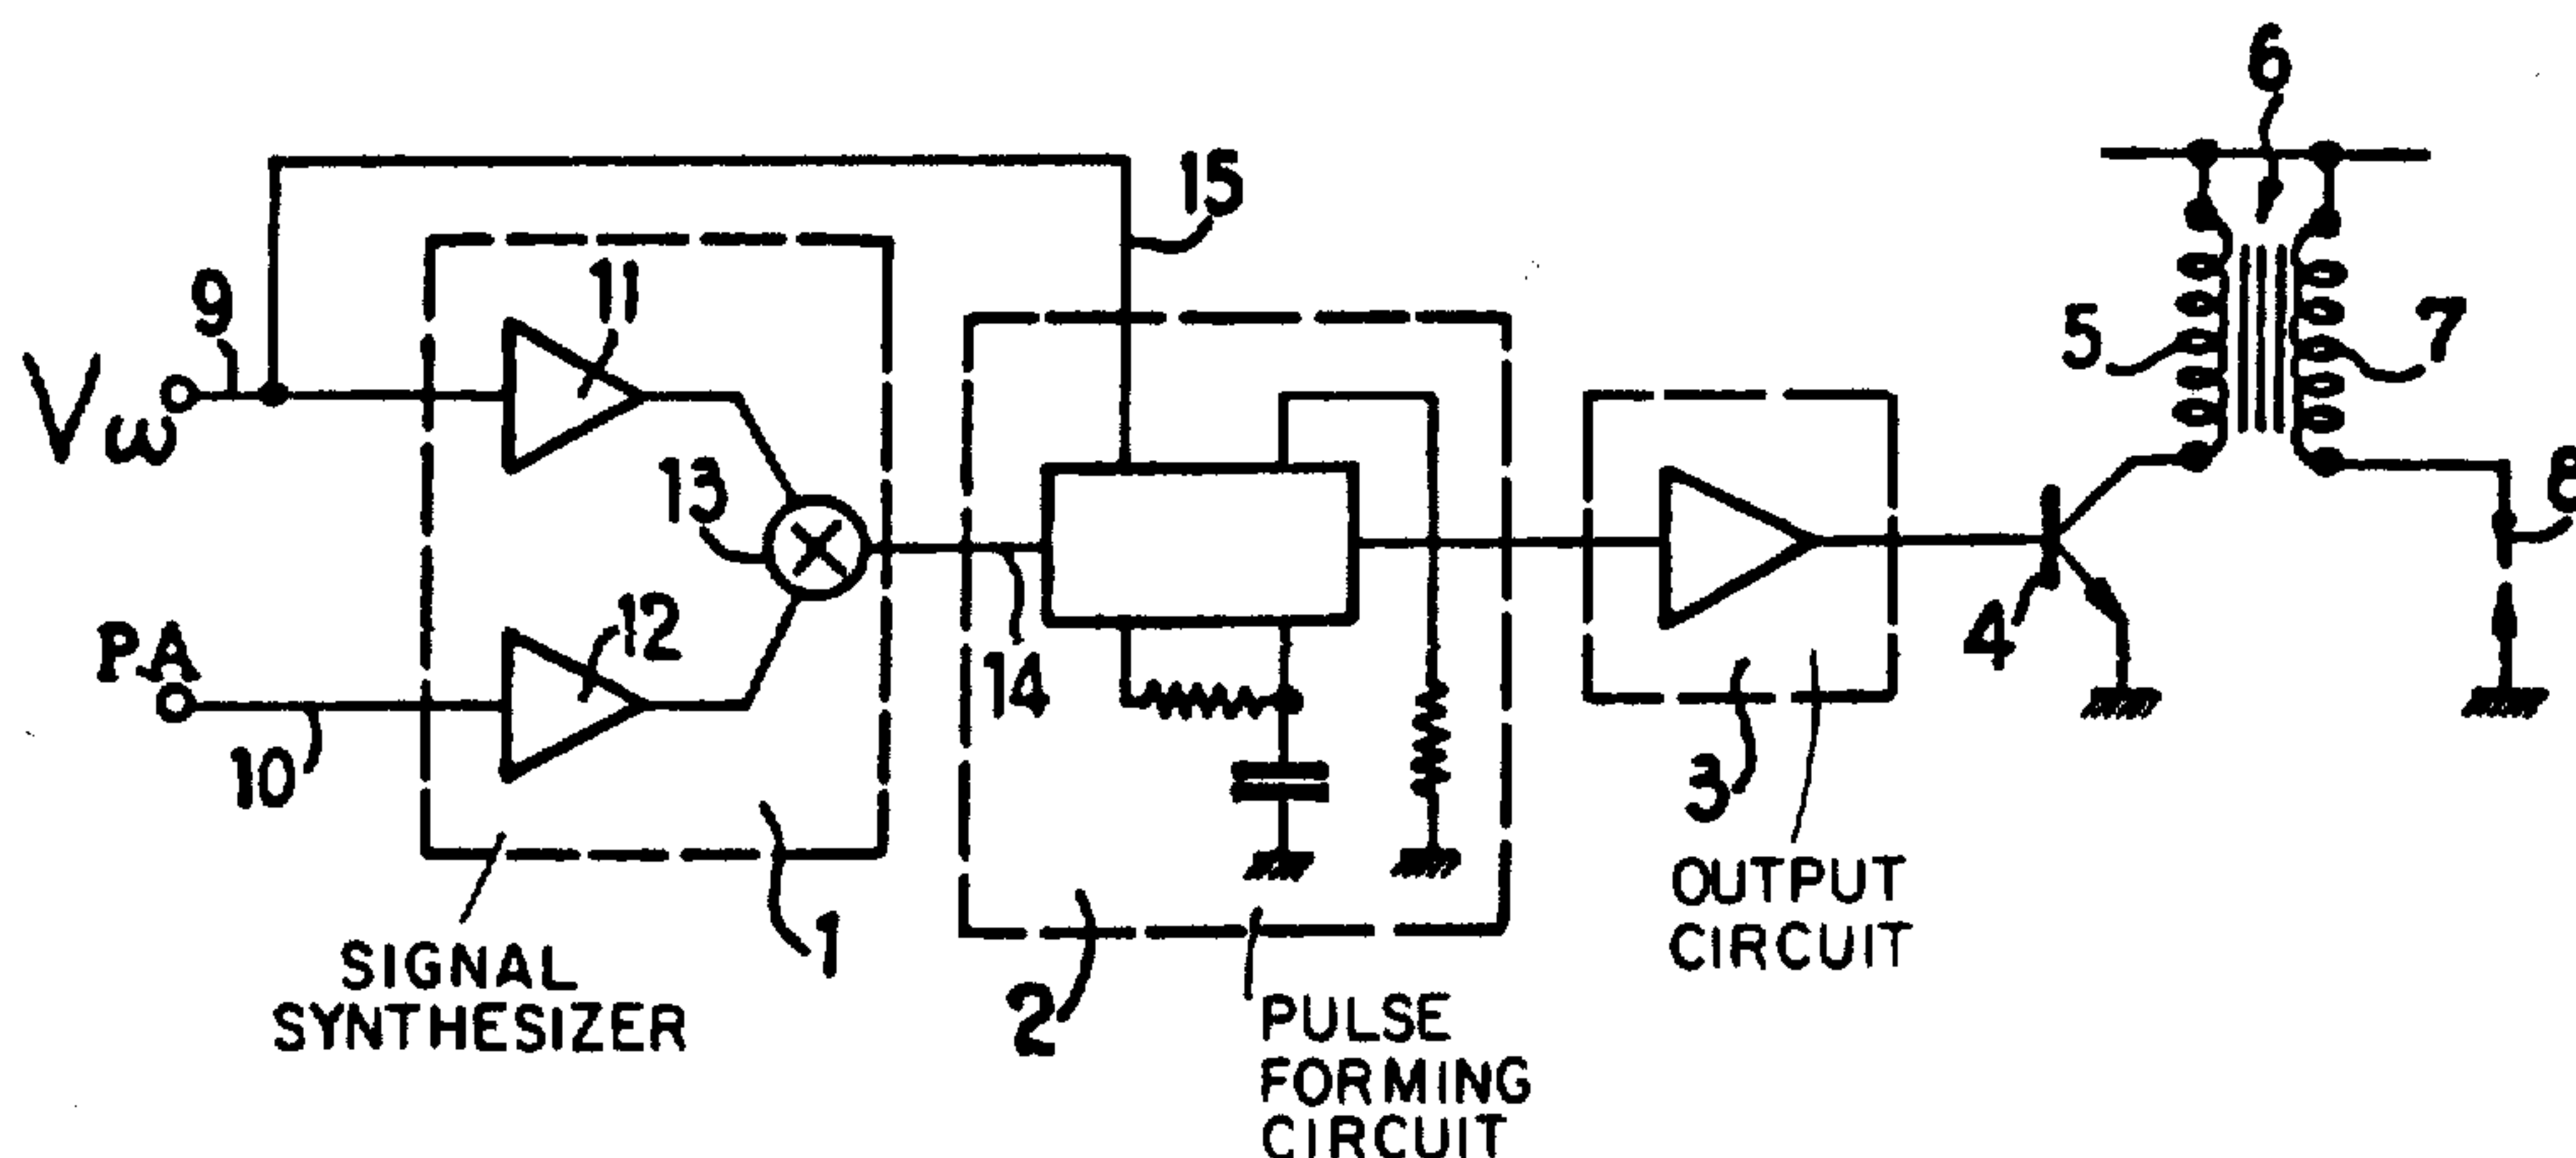 6
15
9
11
5
7
Vω
13
8
PA
12
4
14
10
3
1
OUTPUT
CIRCUIT
SIGNAL
SYNTHESIZER
2
PULSE
FORMING
CIRCUIT